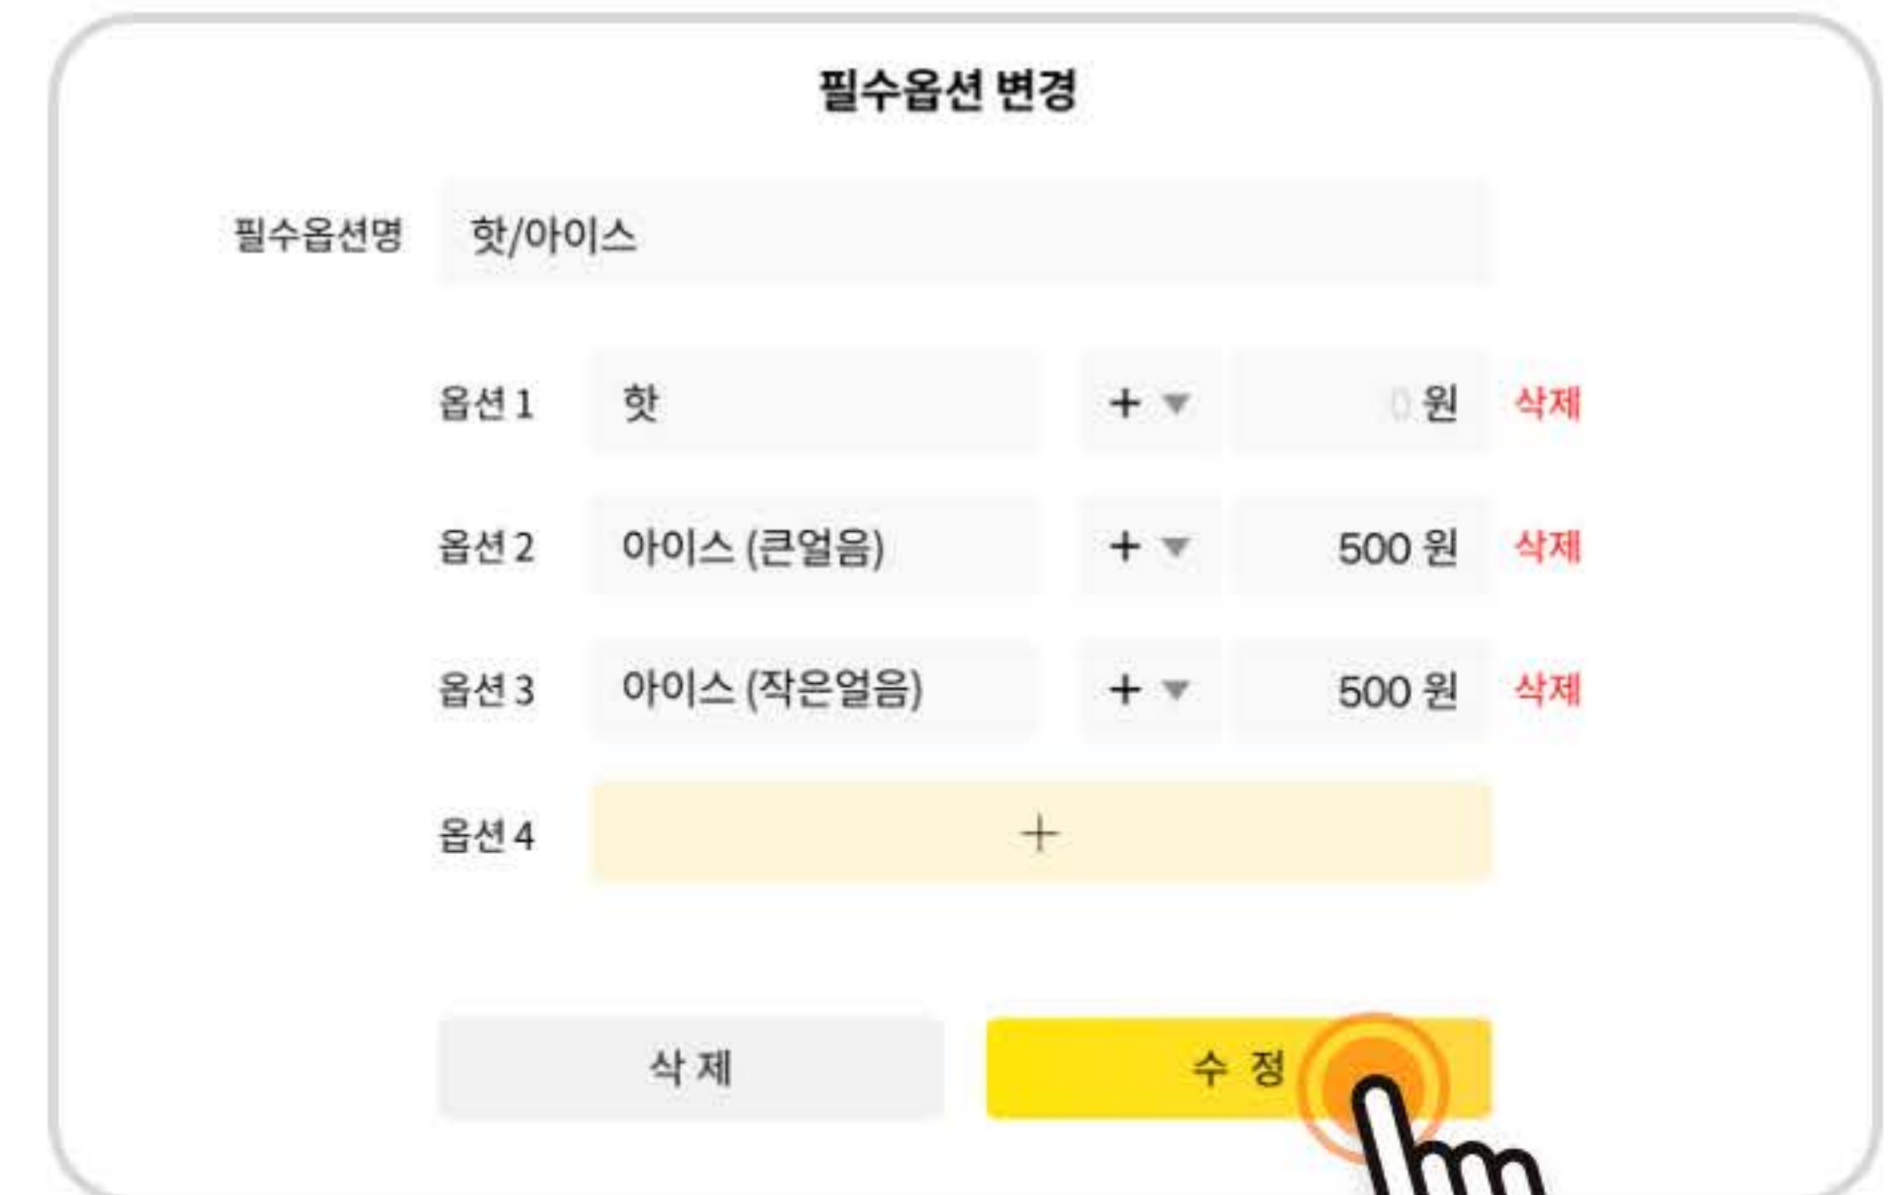 필수옵션 변경
필수옵션명 핫/아이스
옵션 1 핫 + ▼ 0 원 삭제
옵션 2 아이스 (큰얼음) + ▼ 500 원 삭제
옵션 3 아이스 (작은얼음) + ▼ 500 원 삭제
옵션 4 +
삭 제 수 정